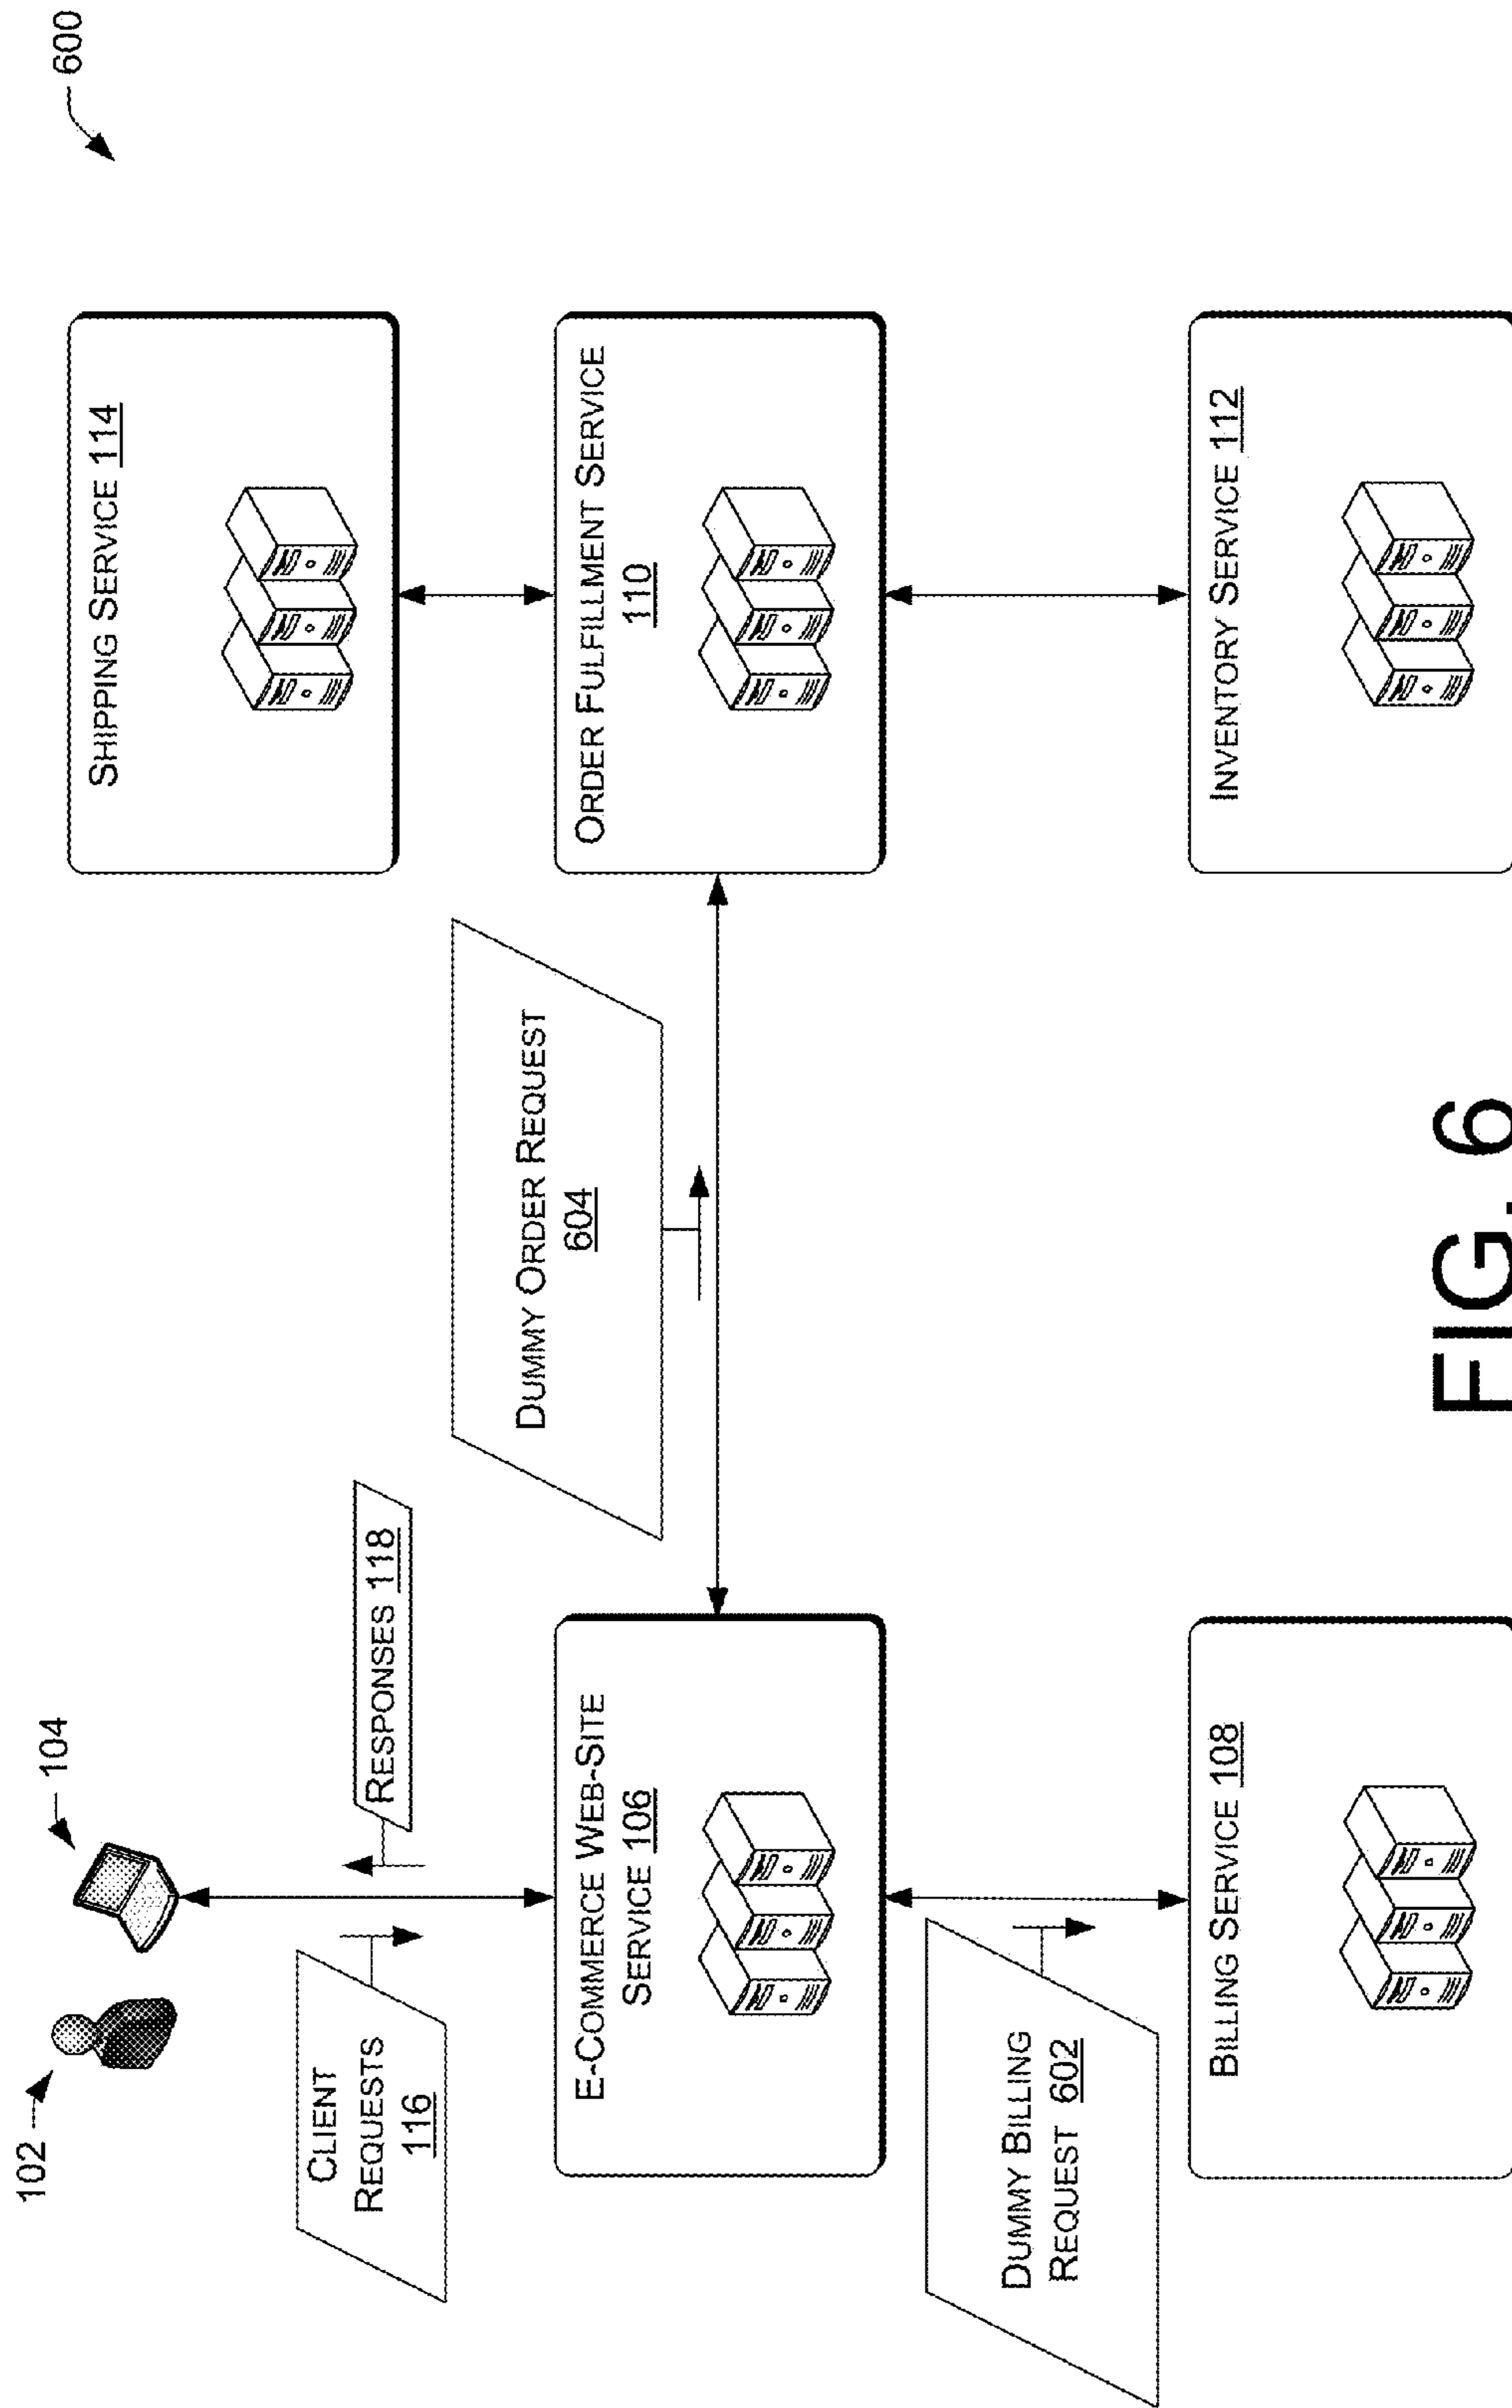 600
102
104
CLIENT
REQUESTS
116
RESPONSES 118
SHIPPING SERVICE 114
DUMMY ORDER REQUEST
604
E-COMMERCE WEB-SITE
SERVICE 106
ORDER FULFILLMENT SERVICE
110
DUMMY BILLING
REQUEST 602
BILLING SERVICE 108
INVENTORY SERVICE 112
FIG. 6